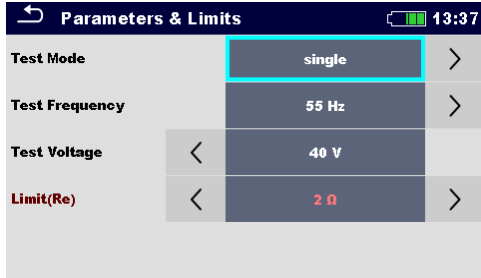 Parameters & Limits 13:37
Test Mode single
Test Frequency 55 Hz
Test Voltage 40 V
Limit(Re) 2 Ω